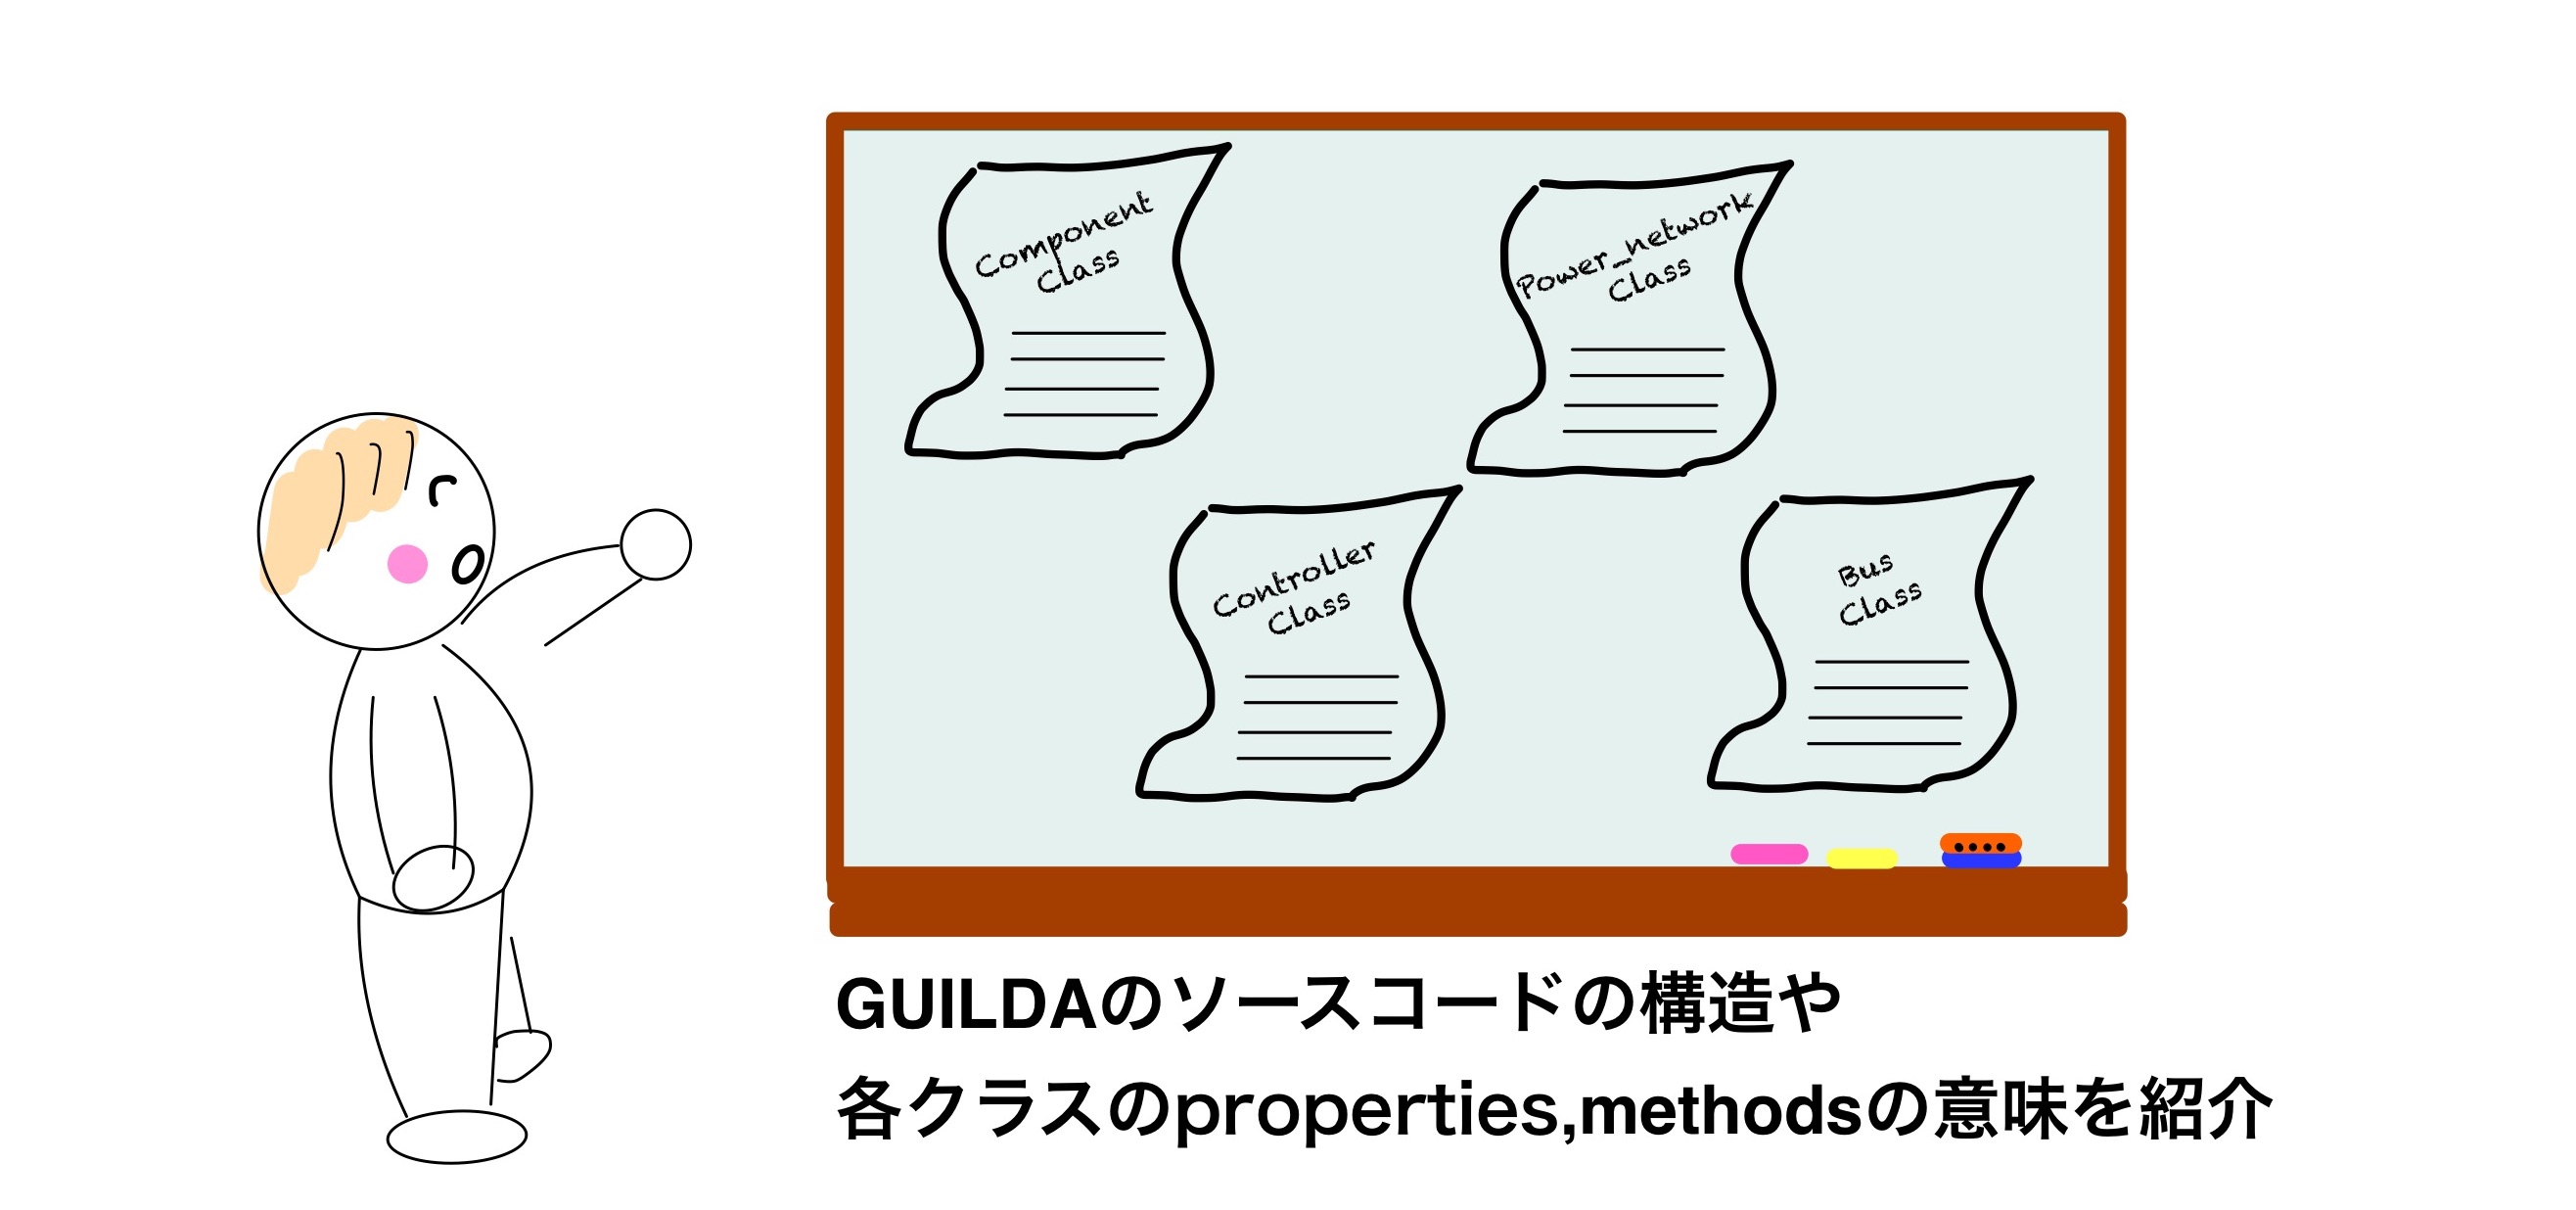 Component
Class
Power_network
Class
Controller
Class
Bus
Class
GUILDAのソースコードの構造や
各クラスのproperties,methodsの意味を紹介